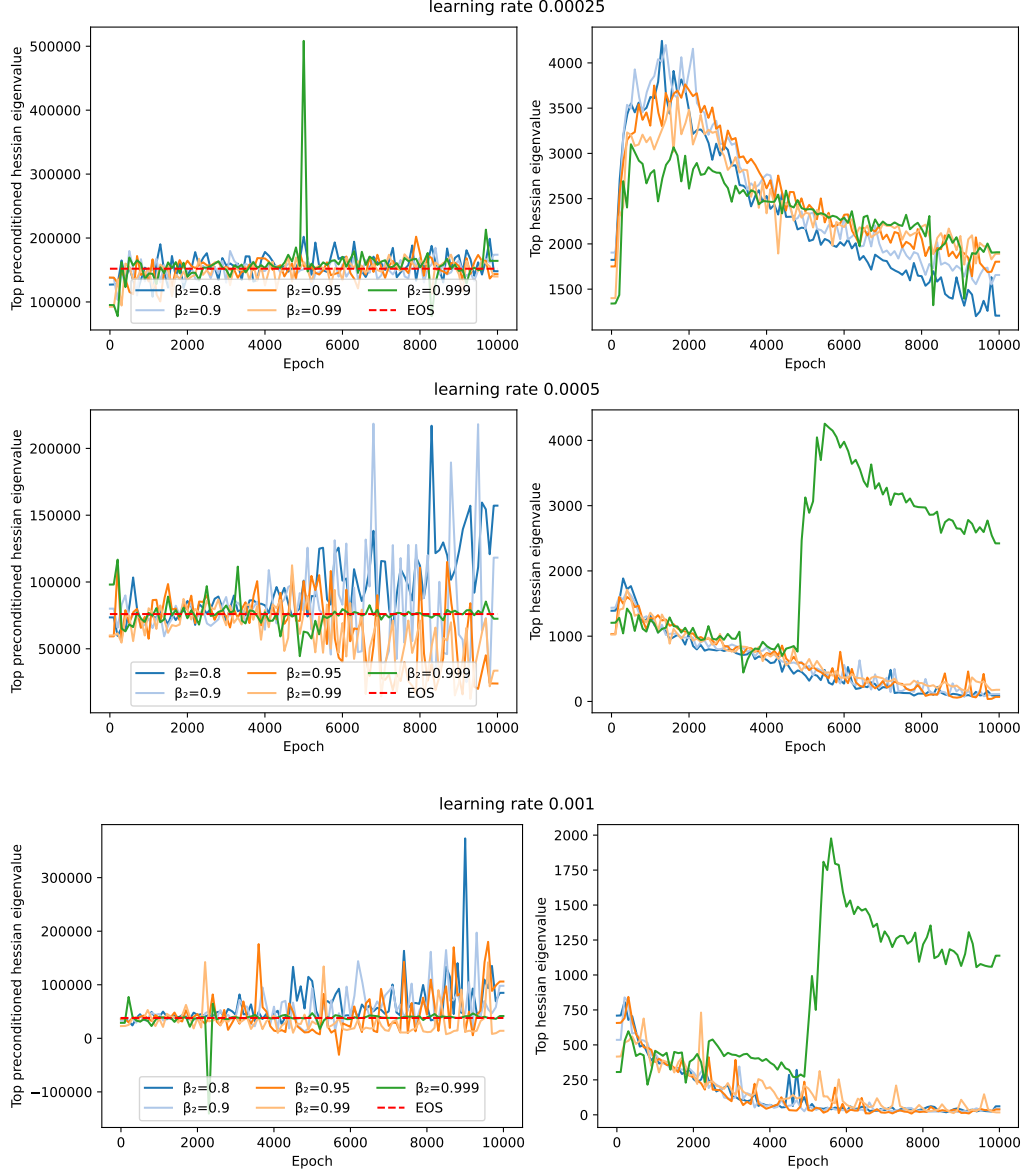 learning rate 0.00025
Top preconditioned hessian eigenvalue
500000
400000
300000
200000
100000
β₂=0.8
β₂=0.9
β₂=0.95
β₂=0.99
β₂=0.999
EOS
0 2000 4000 6000 8000 10000
Epoch
Top hessian eigenvalue
4000
3500
3000
2500
2000
1500
0 2000 4000 6000 8000 10000
Epoch
learning rate 0.0005
Top preconditioned hessian eigenvalue
200000
150000
100000
50000
β₂=0.8
β₂=0.9
β₂=0.95
β₂=0.99
β₂=0.999
EOS
0 2000 4000 6000 8000 10000
Epoch
Top hessian eigenvalue
4000
3000
2000
1000
0
0 2000 4000 6000 8000 10000
Epoch
learning rate 0.001
Top preconditioned hessian eigenvalue
300000
200000
100000
0
−100000
β₂=0.8
β₂=0.9
β₂=0.95
β₂=0.99
β₂=0.999
EOS
0 2000 4000 6000 8000 10000
Epoch
Top hessian eigenvalue
2000
1750
1500
1250
1000
750
500
250
0
0 2000 4000 6000 8000 10000
Epoch